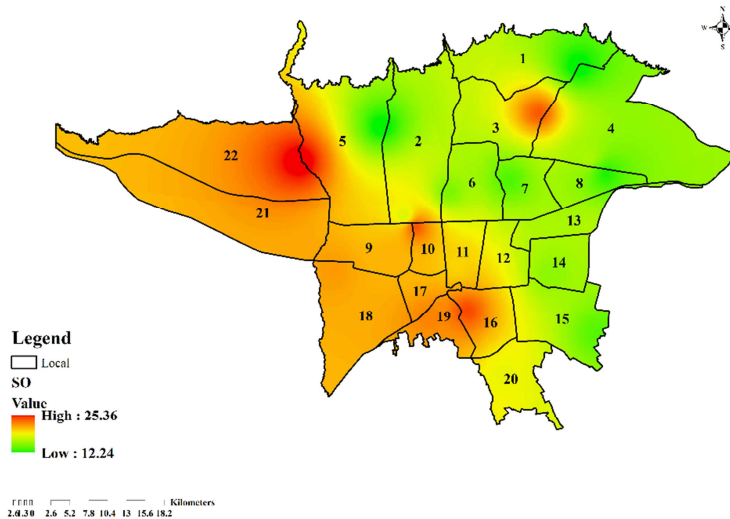 N
W
E
S
1
5
2
3
4
22
6
7
8
21
13
9
10
11
12
14
17
18
19
16
15
20
Legend
Local
SO
Value
High : 25.36
Low : 12.24
Kilometers
2.6 5.2 7.8 10.4 13 15.6 18.2